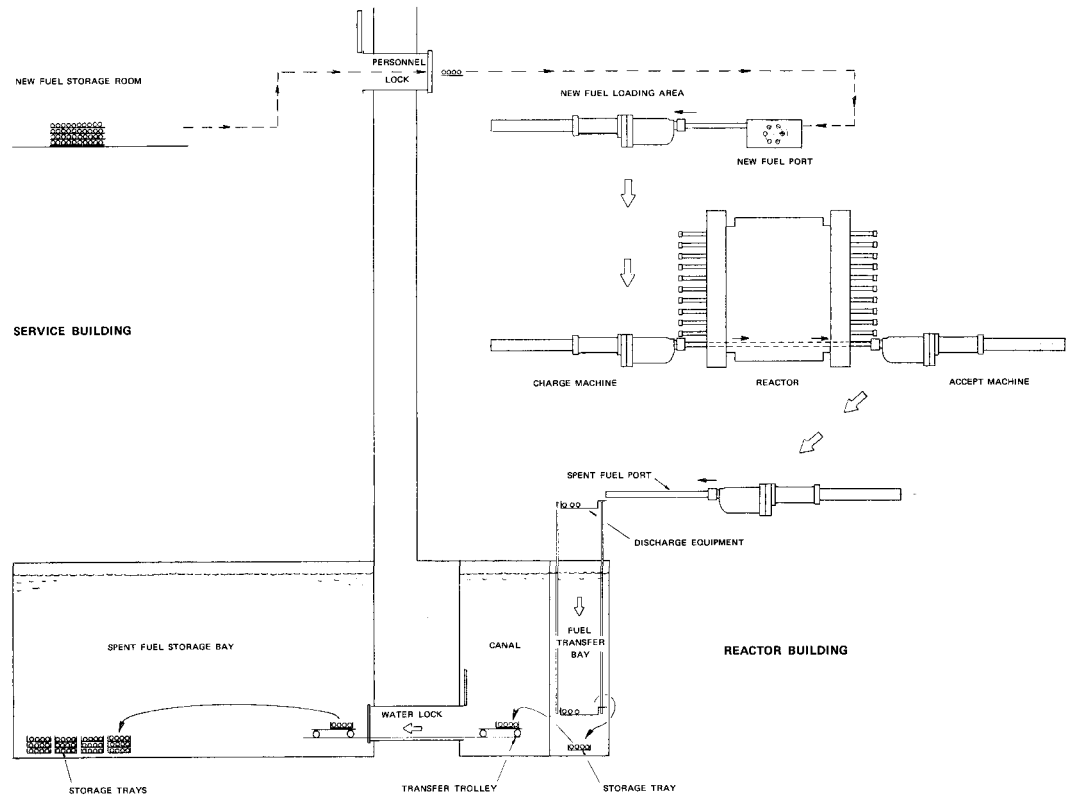 PERSONNEL
LOCK
NEW FUEL STORAGE ROOM
NEW FUEL LOADING AREA
NEW FUEL PORT
SERVICE BUILDING
CHARGE MACHINE
REACTOR
ACCEPT MACHINE
SPENT FUEL PORT
DISCHARGE EQUIPMENT
FUEL
TRANSFER
BAY
SPENT FUEL STORAGE BAY
CANAL
REACTOR BUILDING
WATER LOCK
STORAGE TRAYS
TRANSFER TROLLEY
STORAGE TRAY